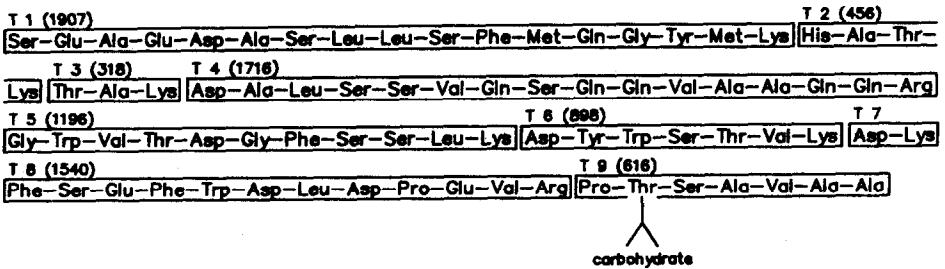 T 1 (1907) T 2 (456)
Ser-Glu-Ala-Glu-Asp-Ala-Ser-Leu-Leu-Ser-Phe-Met-Gln-Gly-Tyr-Met-Lys His-Ala-Thr-
T 3 (318) T 4 (1716)
Lys Thr-Ala-Lys Asp-Ala-Leu-Ser-Ser-Val-Gln-Ser-Gln-Gln-Val-Ala-Ala-Gln-Gln-Arg
T 5 (1196) T 6 (898) T 7
Gly-Trp-Val-Thr-Asp-Gly-Phe-Ser-Ser-Leu-Lys Asp-Tyr-Trp-Ser-Thr-Val-Lys Asp-Lys
T 8 (1540) T 9 (616)
Phe-Ser-Glu-Phe-Trp-Asp-Leu-Asp-Pro-Glu-Val-Arg Pro-Thr-Ser-Ala-Val-Ala-Ala
carbohydrate